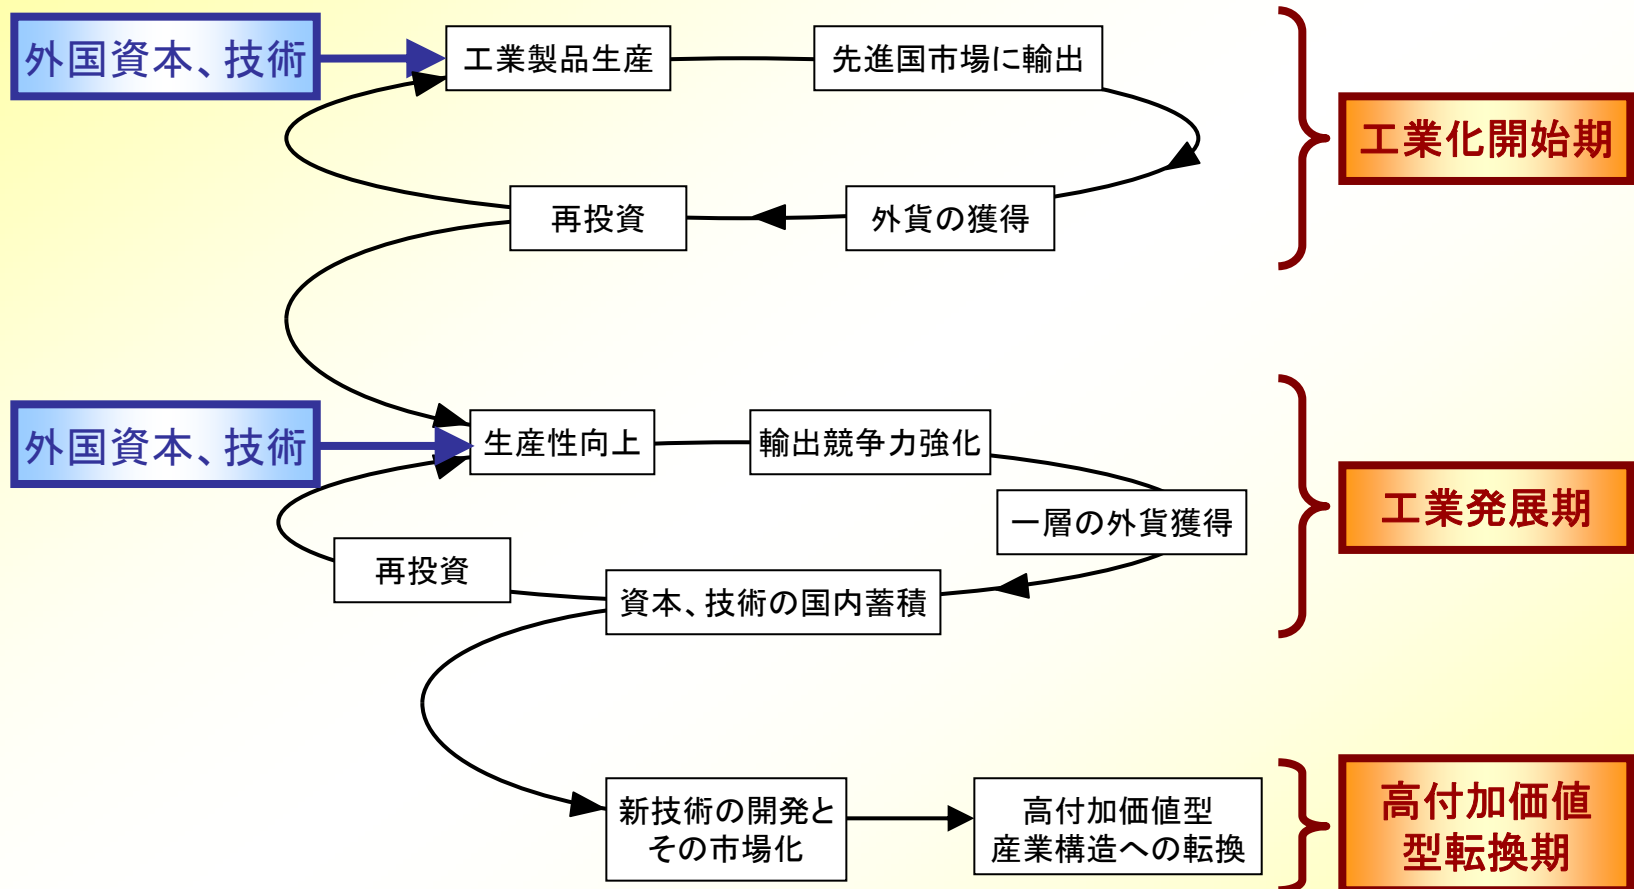 外国資本、技術
工業製品生産
先進国市場に輸出
工業化開始期
再投資
外貨の獲得
外国資本、技術
生産性向上
輸出競争力強化
一層の外貨獲得
工業発展期
再投資
資本、技術の国内蓄積
新技術の開発と
その市場化
高付加価値型
産業構造への転換
高付加価値
型転換期